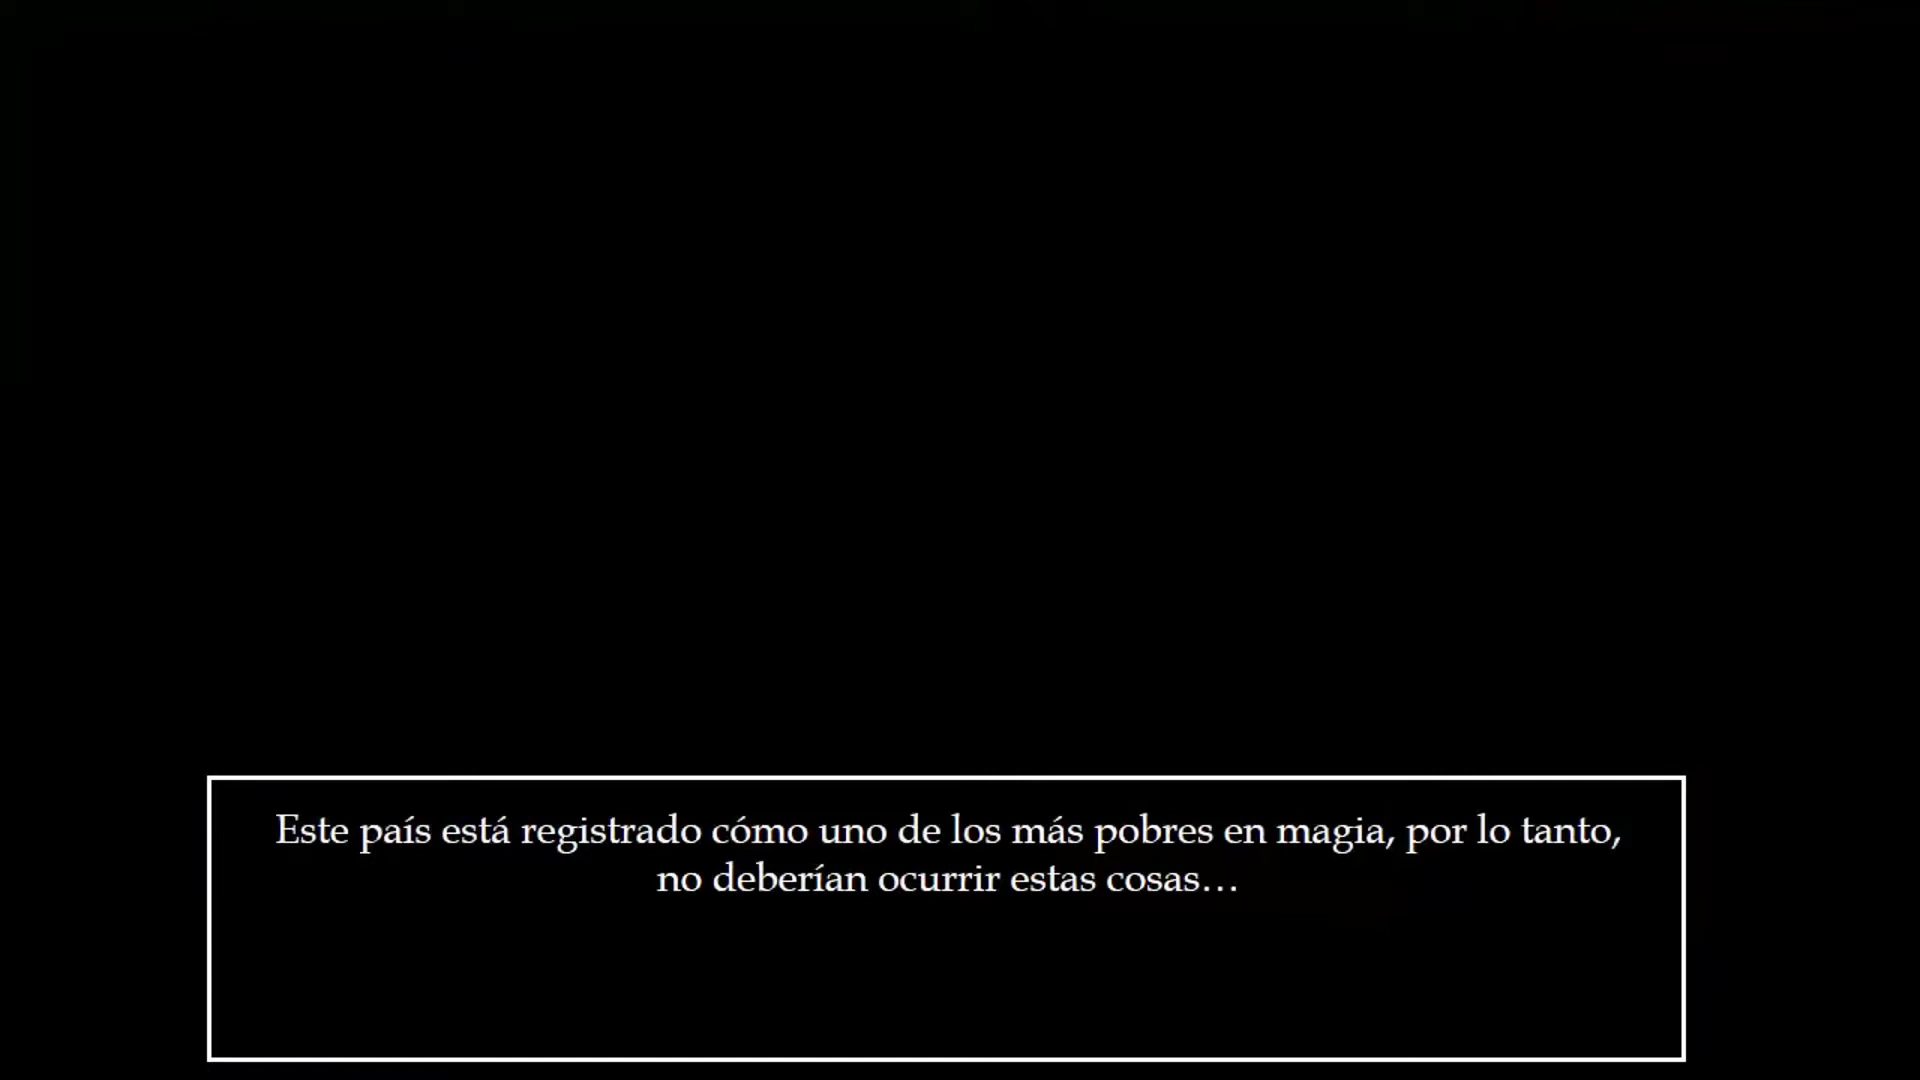 Este país está registrado cómo uno de los más pobres en magia, por lo tanto,
no deberían ocurrir estas cosas…